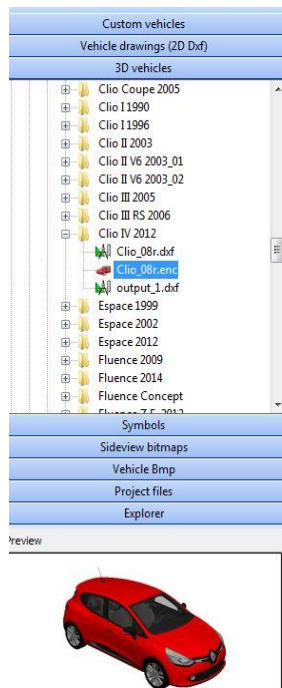 Custom vehicles
Vehicle drawings (2D Dxf)
3D vehicles
Clio Coupe 2005
Clio I 1990
Clio I 1996
Clio II 2003
Clio II V6 2003_01
Clio II V6 2003_02
Clio III 2005
Clio III RS 2006
Clio IV 2012
Clio_08r.dxf
Clio_08r.enc
output_1.dxf
Espace 1999
Espace 2002
Espace 2012
Fluence 2009
Fluence 2014
Fluence Concept
Symbols
Sideview bitmaps
Vehicle Bmp
Project files
Explorer
Preview